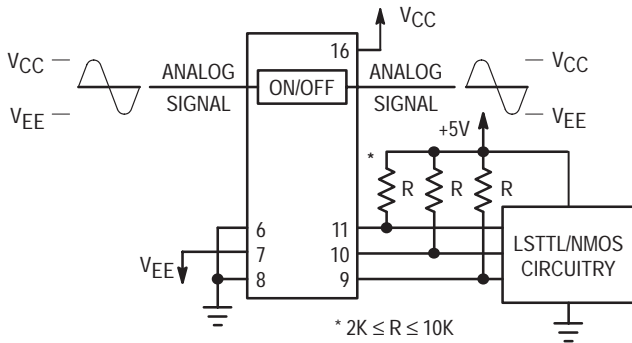 VCC
16
VCC
ANALOG
SIGNAL
ON/OFF
ANALOG
SIGNAL
VCC
VEE
VEE
+5V
*
R
R
R
6
11
7
10
8
9
VEE
LSTTL/NMOS
CIRCUITRY
* 2K ≤ R ≤ 10K